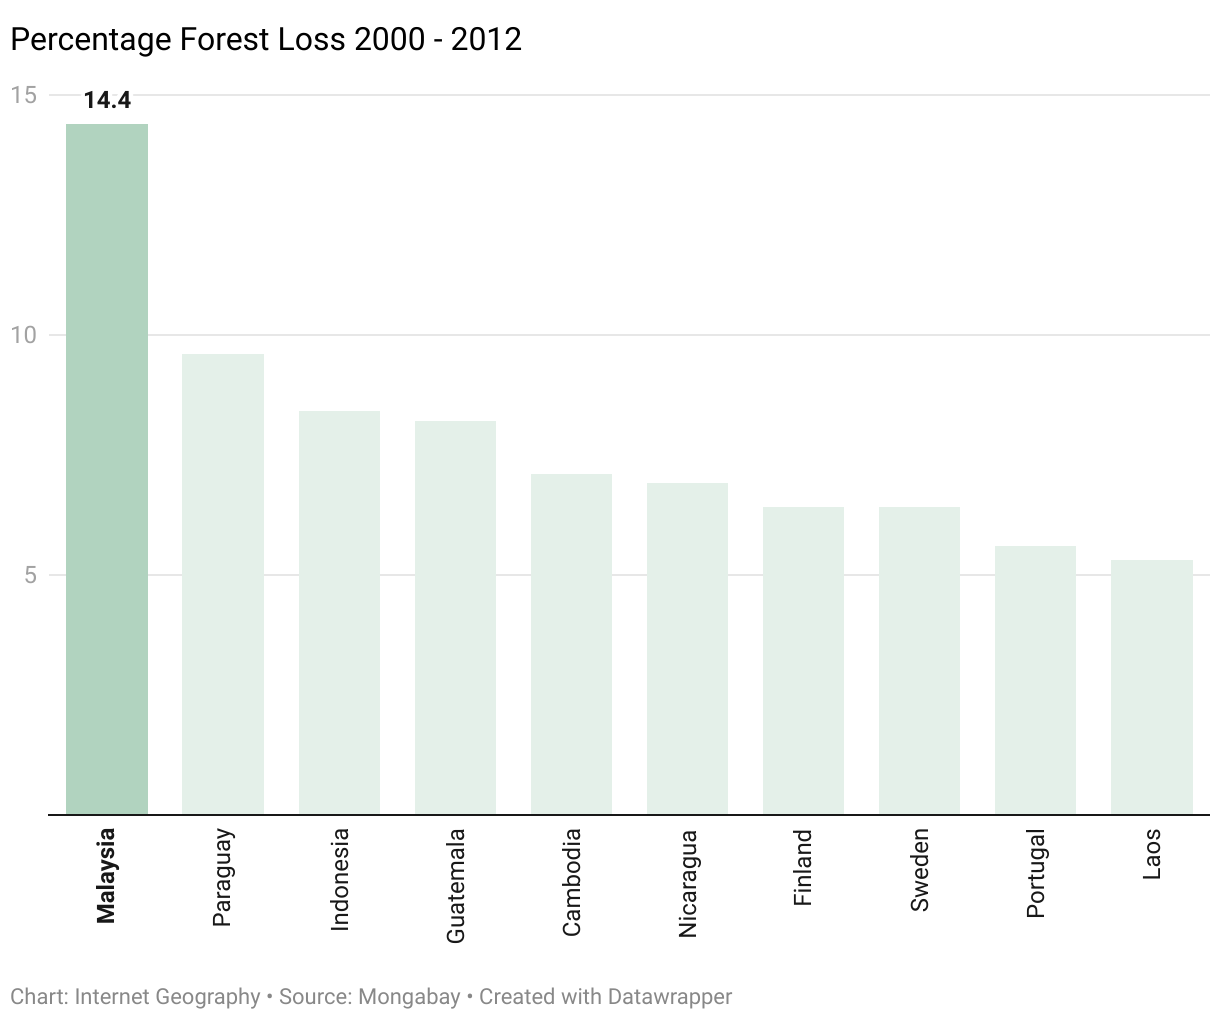 Percentage Forest Loss 2000 - 2012
15
14.4
10
5
Malaysia
Paraguay
Indonesia
Guatemala
Cambodia
Nicaragua
Finland
Sweden
Portugal
Laos
Chart: Internet Geography • Source: Mongabay • Created with Datawrapper